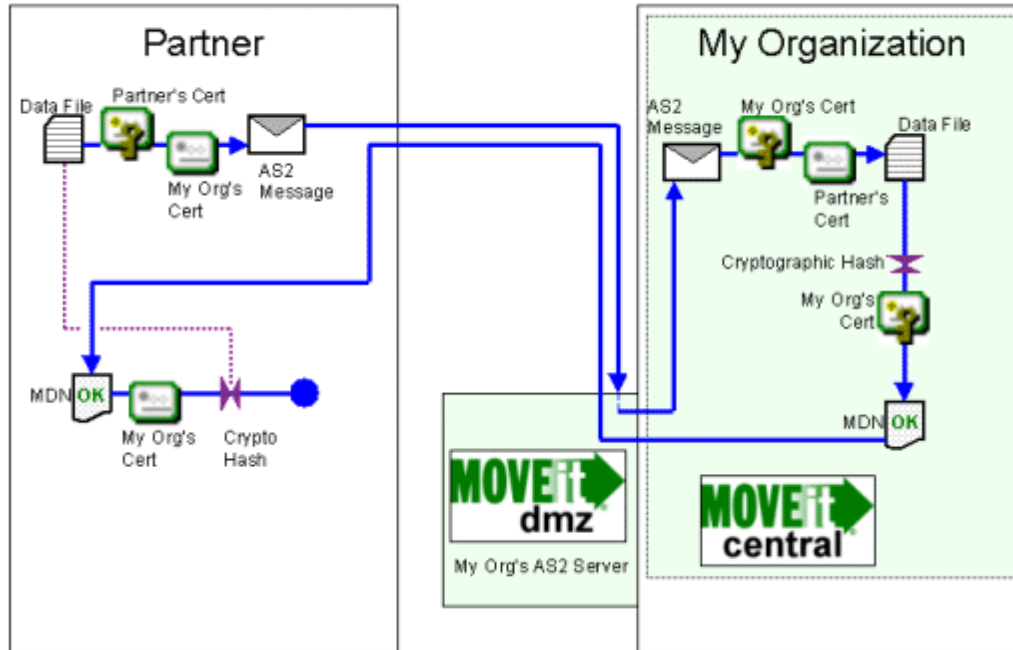 Partner
Data File
Partner's Cert
My Org's
Cert
AS2
Message
MDN
OK
My Org's
Cert
Crypto
Hash
MOVEit
dmz
My Org's AS2 Server
My Organization
AS2
Message
My Org's Cert
Data File
Partner's
Cert
Cryptographic Hash
My Org's
Cert
MDN
OK
MOVEit
central